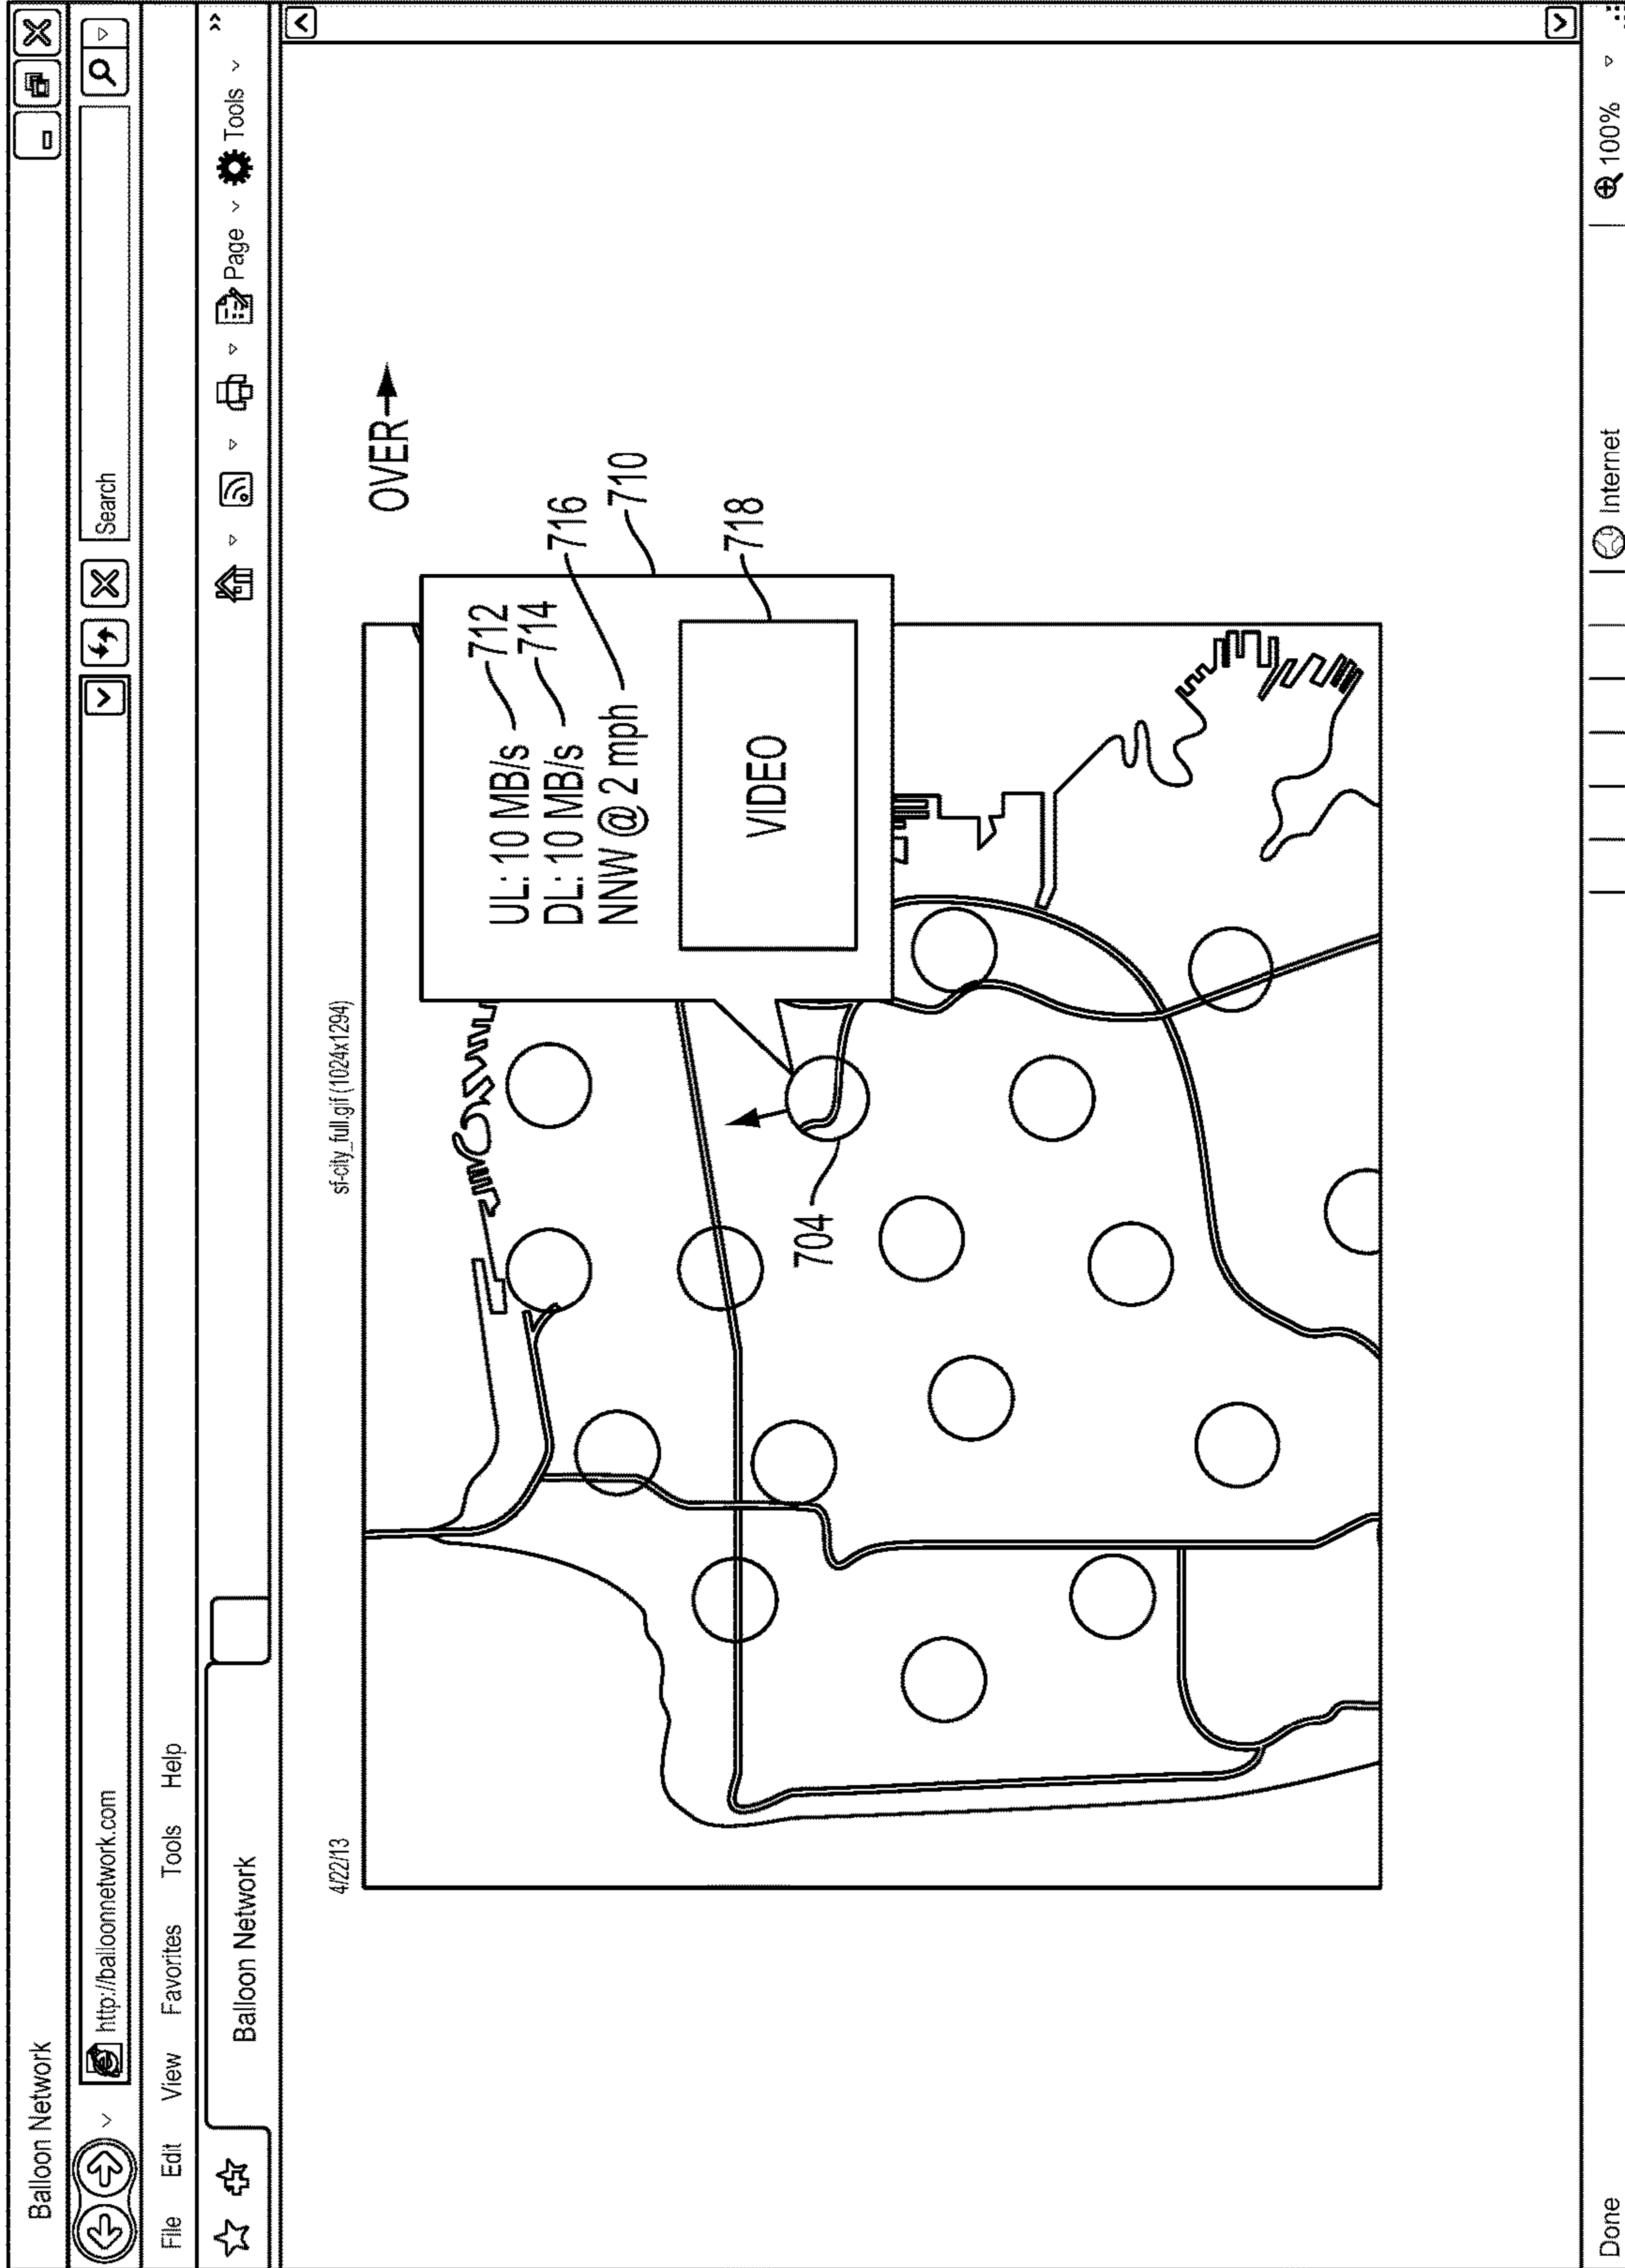 Balloon Network
http://balloonnetwork.com
Search
File Edit View Favorites Tools Help
Balloon Network
Page Tools
4/22/13
sf-city_full.gif (1024x1294)
OVER
UL: 10 MB/s 712
DL: 10 MB/s 714
NNW @ 2 mph 716
710
VIDEO
718
704
Done
Internet
100%